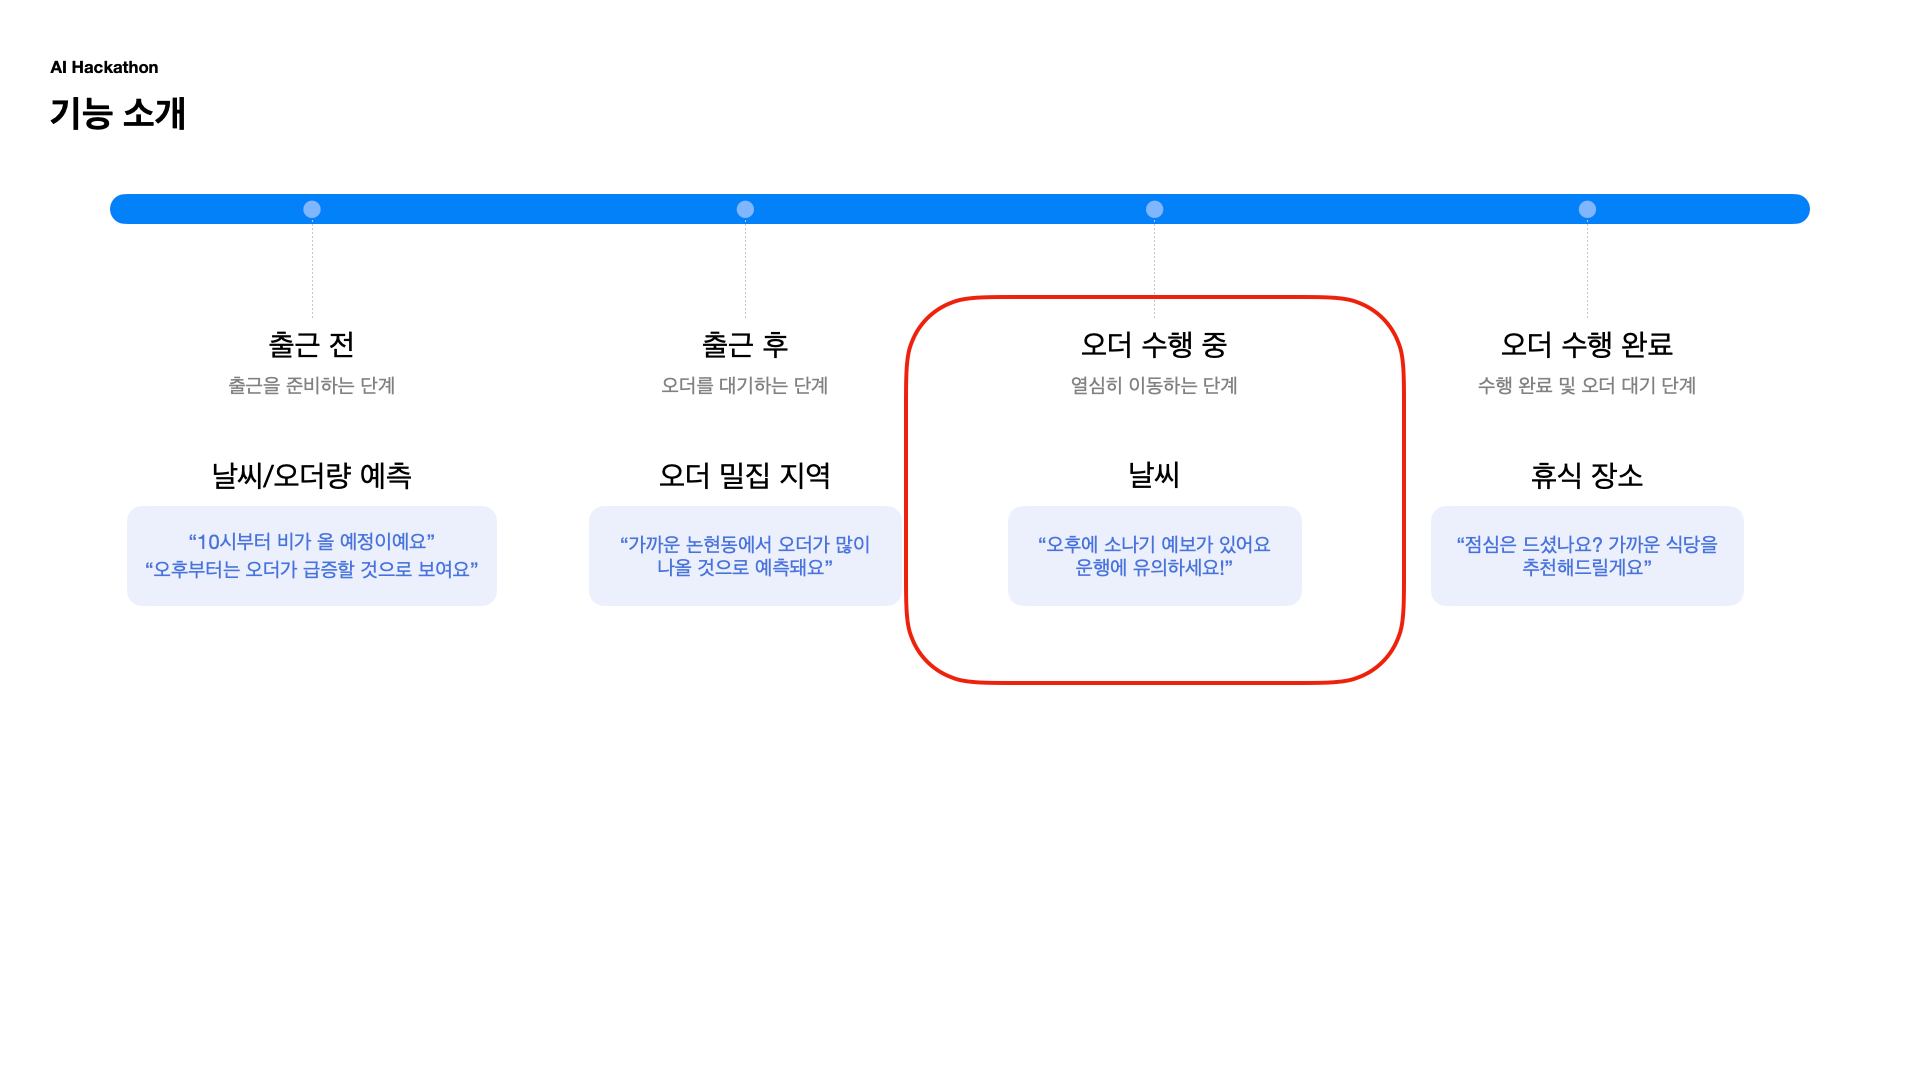 AI Hackathon
기능 소개
출근 전
출근을 준비하는 단계
날씨/오더량 예측
“10시부터 비가 올 예정이예요”
“오후부터는 오더가 급증할 것으로 보여요”
출근 후
오더를 대기하는 단계
오더 밀집 지역
“가까운 논현동에서 오더가 많이
나올 것으로 예측돼요”
오더 수행 중
열심히 이동하는 단계
날씨
“오후에 소나기 예보가 있어요
운행에 유의하세요!”
오더 수행 완료
수행 완료 및 오더 대기 단계
휴식 장소
“점심은 드셨나요? 가까운 식당을
추천해드릴게요”